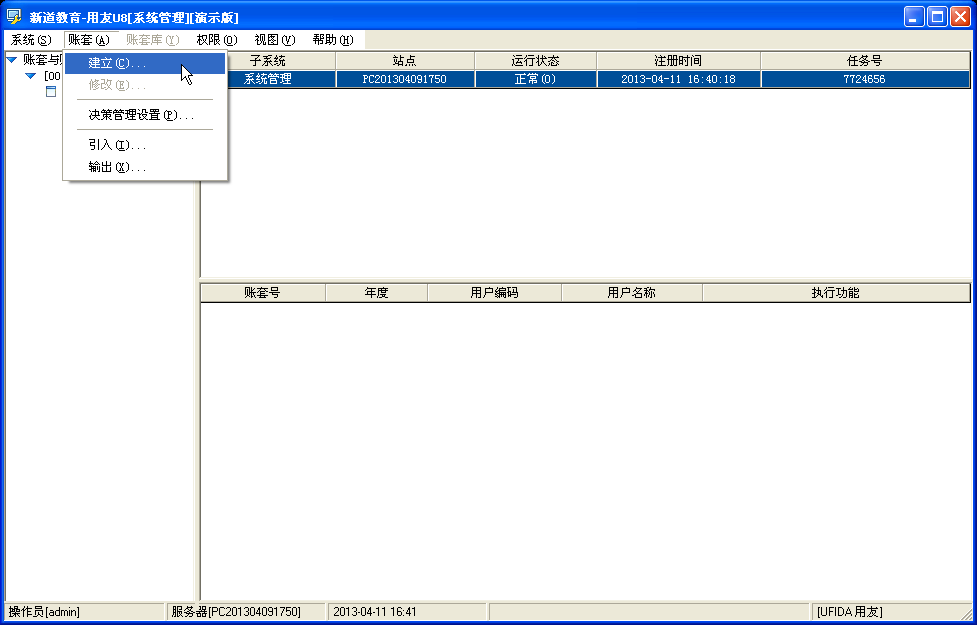 新道教育-用友U8[系统管理][演示版]
系统(S) 账套(A) 账套库(Y) 权限(O) 视图(V) 帮助(H)
账套与
[00
建立(C)...
修改(E)...
决策管理设置(P)...
引入(I)...
输出(X)...
子系统 站点 运行状态 注册时间 任务号
系统管理 PC201304091750 正常(0) 2013-04-11 16:40:18 7724656
账套号 年度 用户编码 用户名称 执行功能
操作员[admin] 服务器[PC201304091750] 2013-04-11 16:41 [UFIDA 用友]